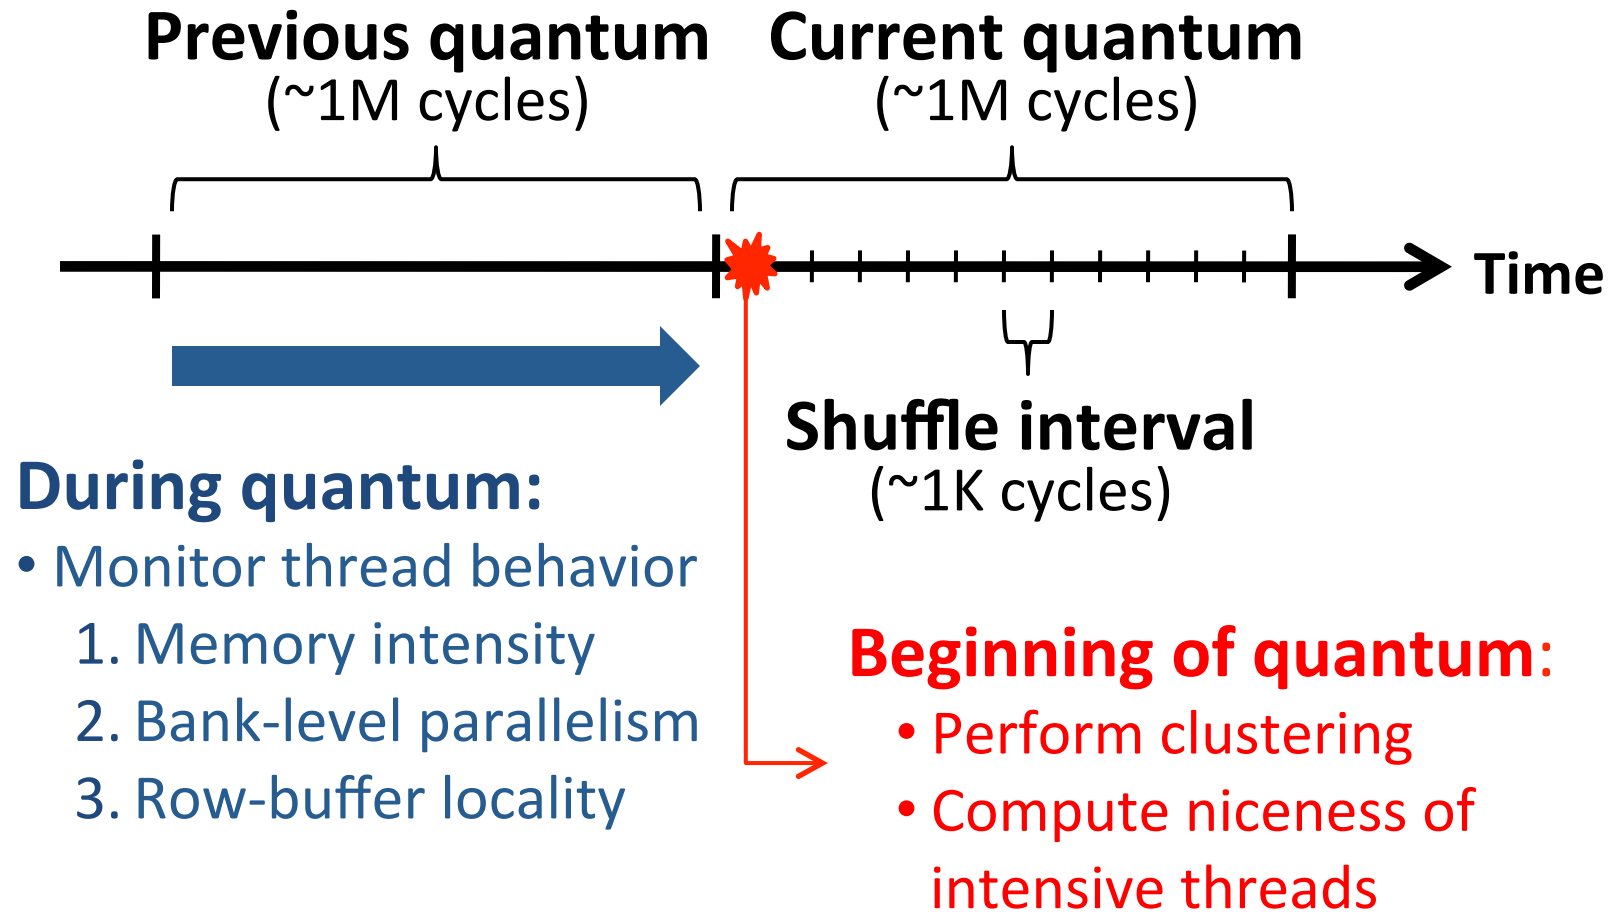 Previous quantum
(~1M cycles)
Current quantum
(~1M cycles)
Time
Shuffle interval
(~1K cycles)
During quantum:
• Monitor thread behavior
1. Memory intensity
2. Bank-level parallelism
3. Row-buffer locality
Beginning of quantum:
• Perform clustering
• Compute niceness of
intensive threads